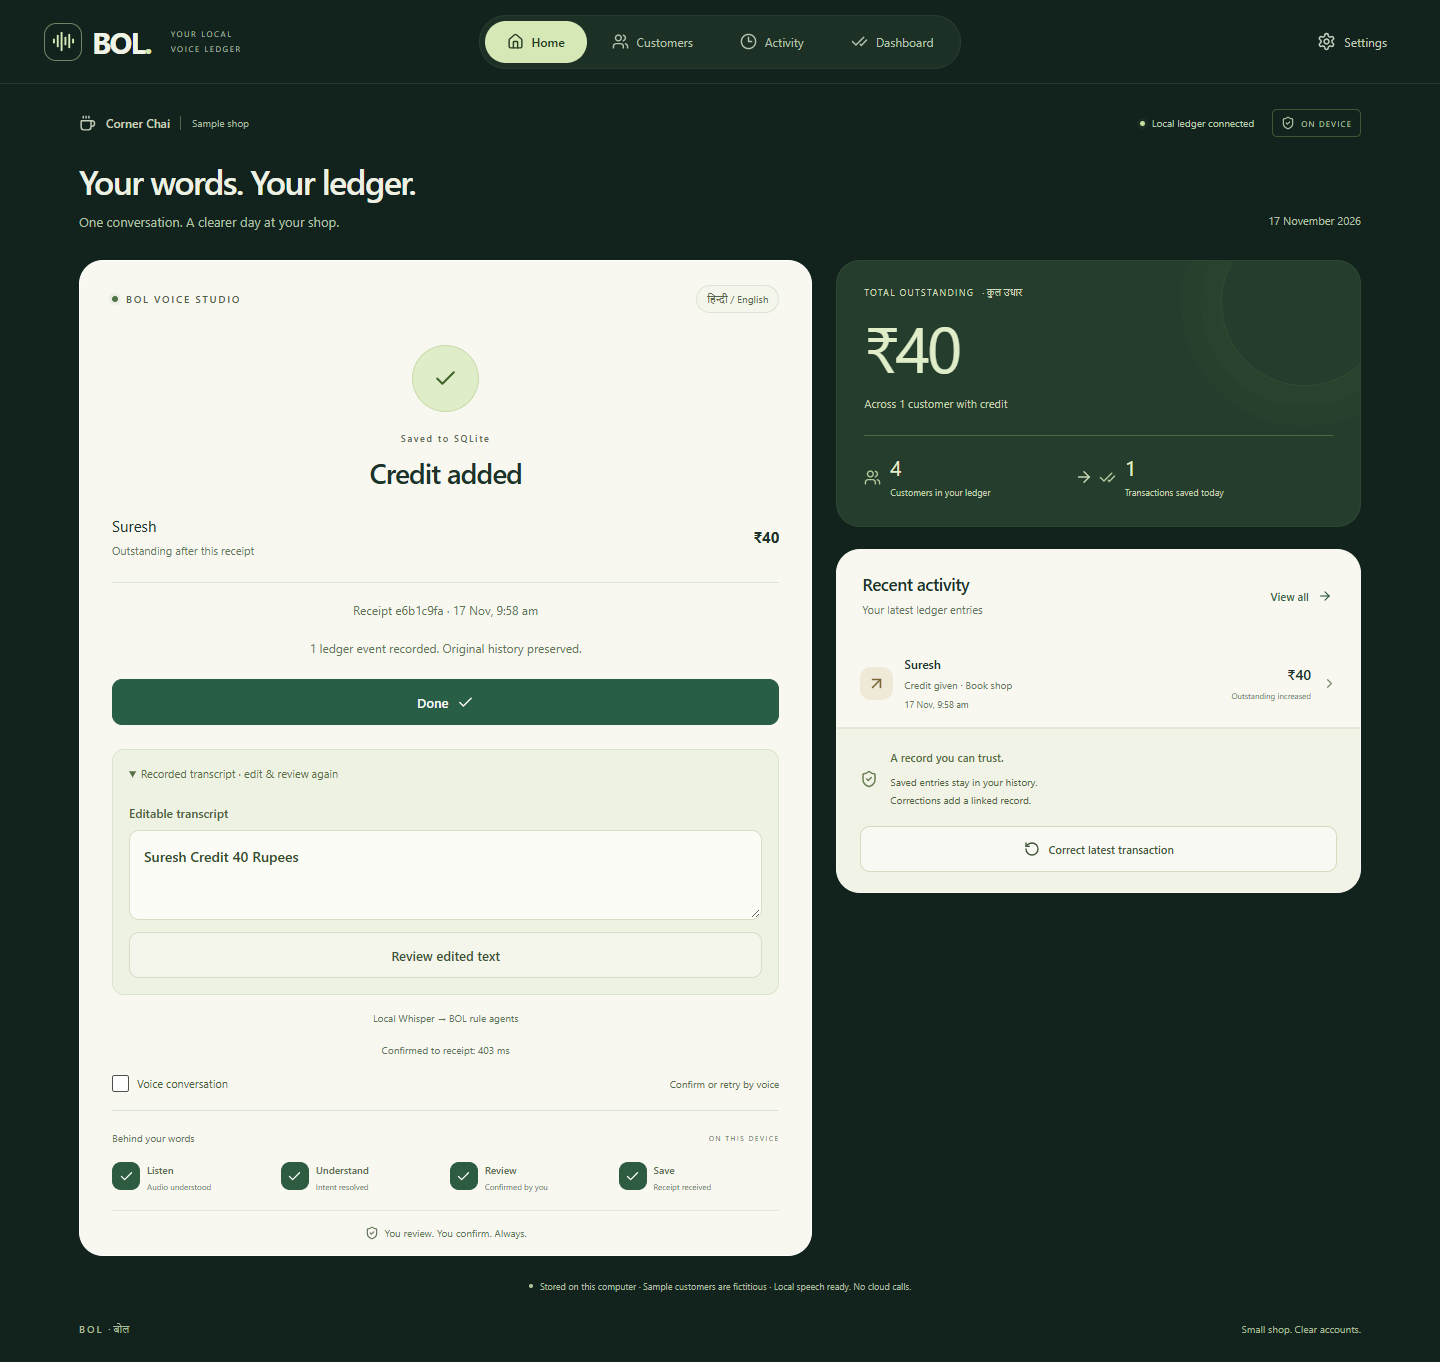 BOL.
YOUR LOCAL
VOICE LEDGER
Home
Customers
Activity
Dashboard
Settings
Corner Chai
Sample shop
Local ledger connected
ON DEVICE
Your words. Your ledger.
One conversation. A clearer day at your shop.
17 November 2026
BOL VOICE STUDIO
हिन्दी / English
Saved to SQLite
Credit added
Suresh
Outstanding after this receipt
₹40
Receipt e6b1c9fa · 17 Nov, 9:58 am
1 ledger event recorded. Original history preserved.
Done
▼ Recorded transcript · edit & review again
Editable transcript
Suresh Credit 40 Rupees
Review edited text
Local Whisper → BOL rule agents
Confirmed to receipt: 403 ms
Voice conversation
Confirm or retry by voice
Behind your words
ON THIS DEVICE
Listen
Audio understood
Understand
Intent resolved
Review
Confirmed by you
Save
Receipt received
You review. You confirm. Always.
TOTAL OUTSTANDING · कुल उधार
₹40
Across 1 customer with credit
4
Customers in your ledger
1
Transactions saved today
Recent activity
Your latest ledger entries
View all
Suresh
Credit given · Book shop
17 Nov, 9:58 am
₹40
Outstanding increased
A record you can trust.
Saved entries stay in your history.
Corrections add a linked record.
Correct latest transaction
Stored on this computer · Sample customers are fictitious · Local speech ready. No cloud calls.
BOL · बोल
Small shop. Clear accounts.